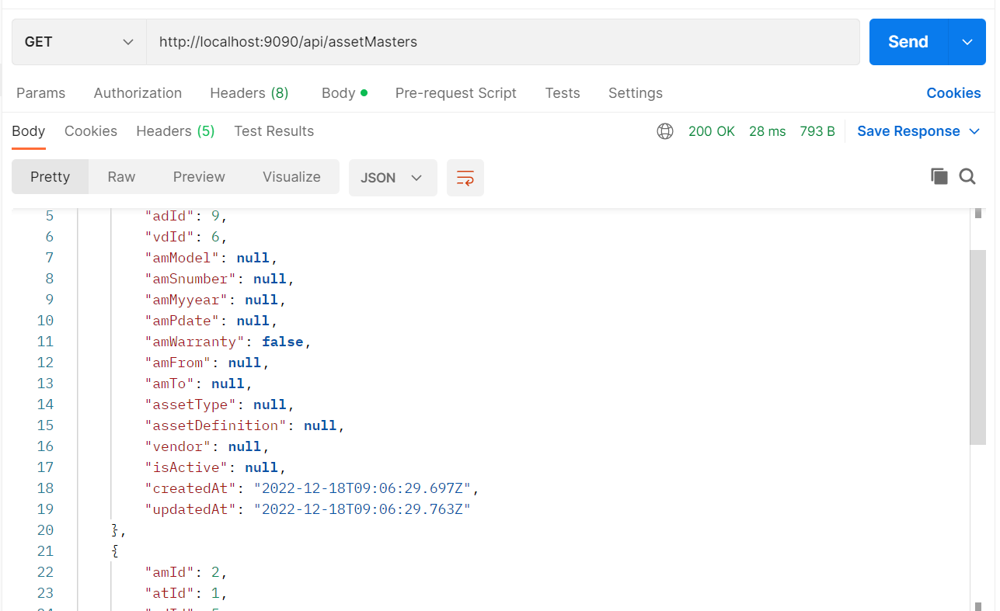 GET http://localhost:9090/api/assetMasters Send
Params Authorization Headers (8) Body Pre-request Script Tests Settings Cookies
Body Cookies Headers (5) Test Results 200 OK 28 ms 793 B Save Response
Pretty Raw Preview Visualize JSON
5 "adId": 9,
6 "vdId": 6,
7 "amModel": null,
8 "amSnumber": null,
9 "amMyyear": null,
10 "amPdate": null,
11 "amWarranty": false,
12 "amFrom": null,
13 "amTo": null,
14 "assetType": null,
15 "assetDefinition": null,
16 "vendor": null,
17 "isActive": null,
18 "createdAt": "2022-12-18T09:06:29.697Z",
19 "updatedAt": "2022-12-18T09:06:29.763Z"
20 },
21 {
22 "amId": 2,
23 "atId": 1,